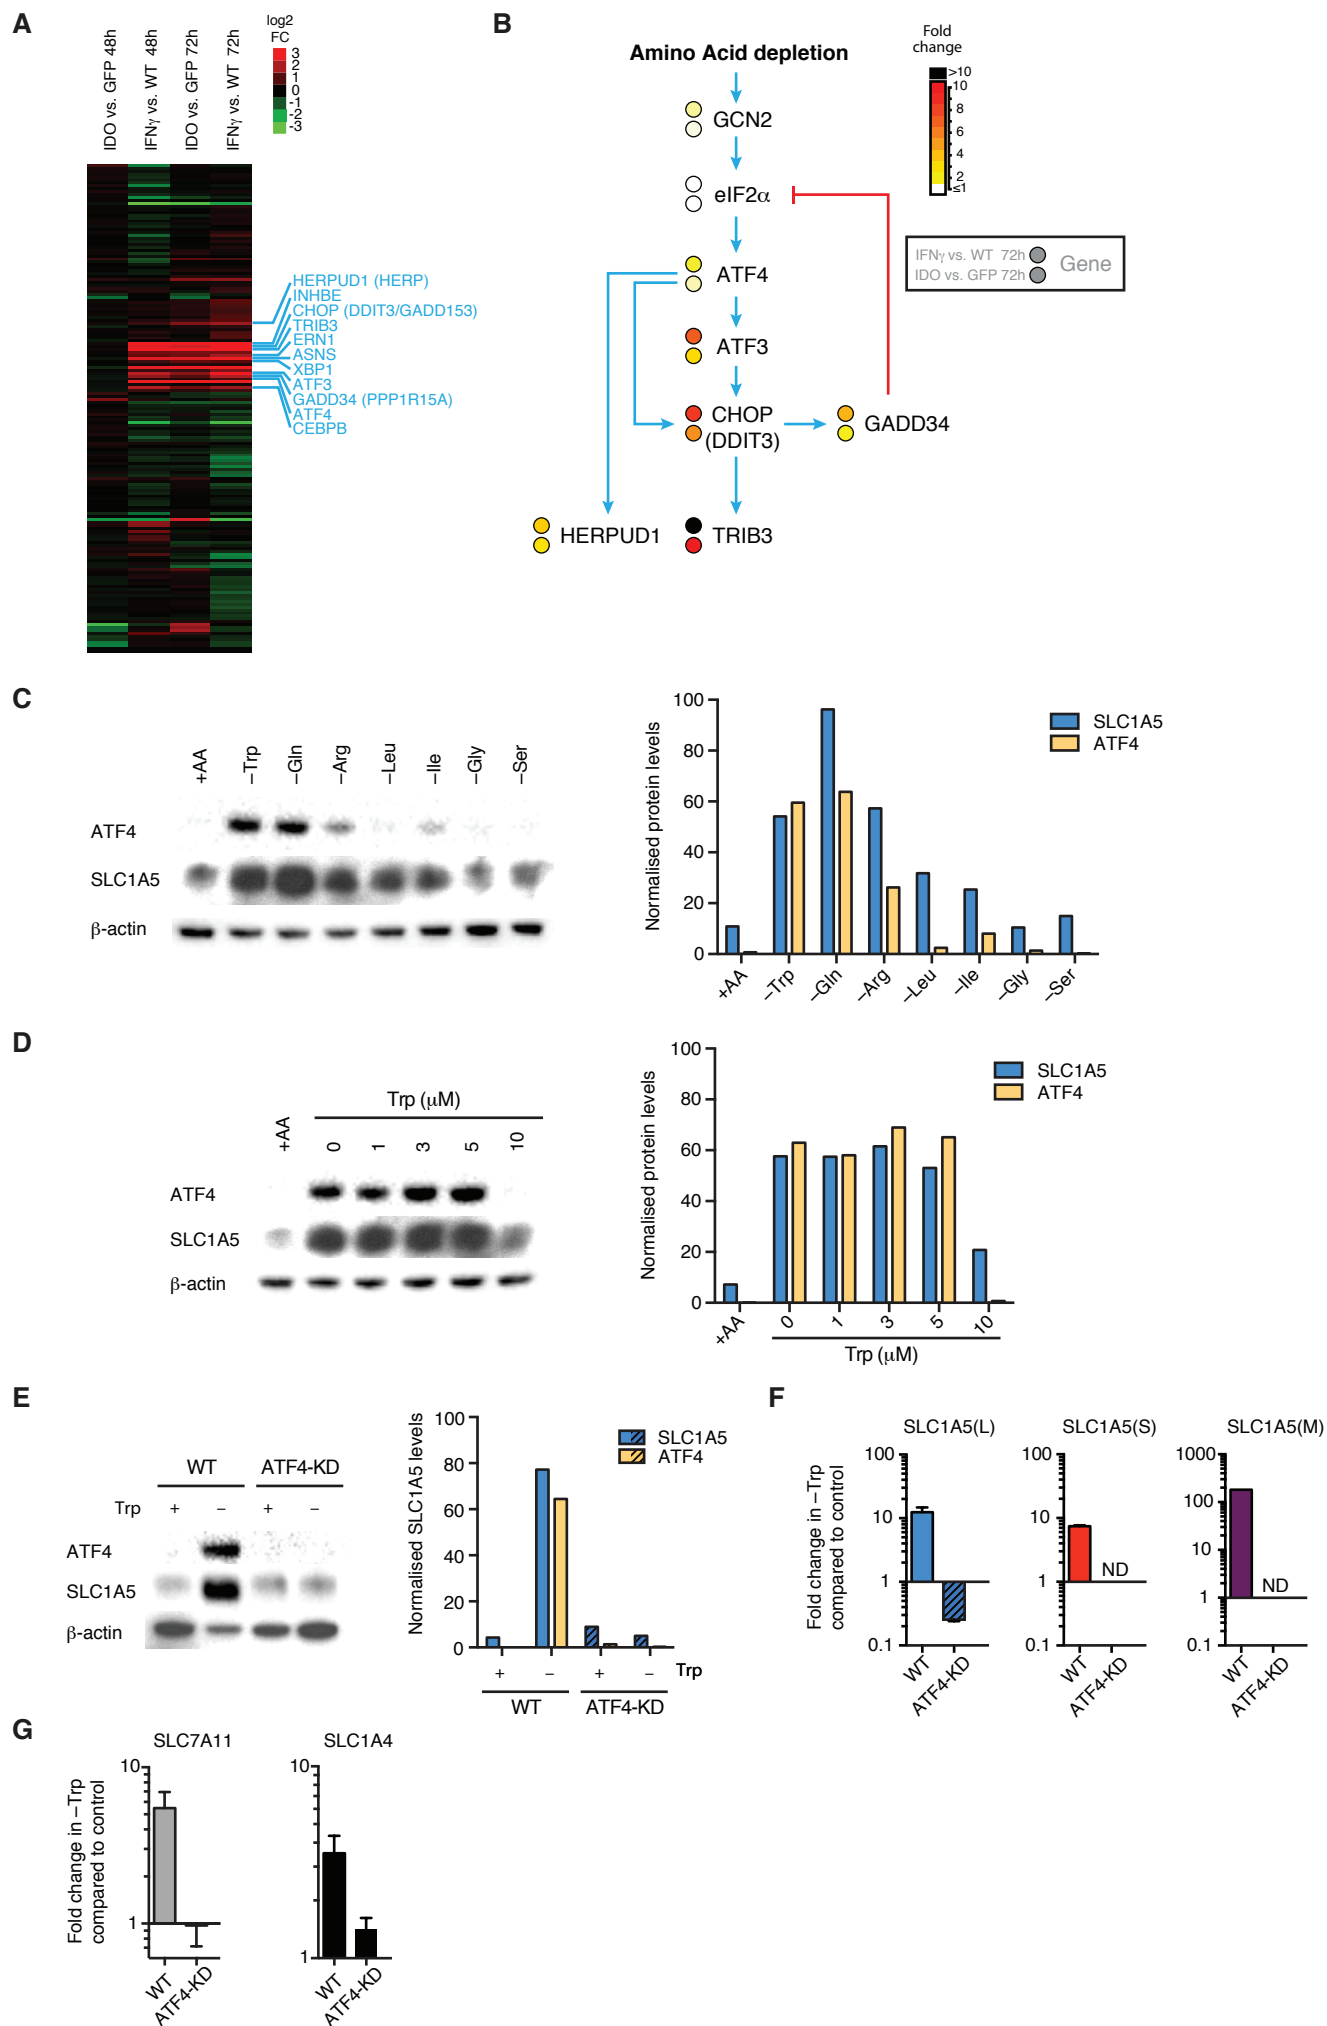 A
IDO vs. GFP 48h
IFNγ vs. WT 48h
IDO vs. GFP 72h
IFNγ vs. WT 72h
log2
FC
3
2
1
0
-1
-2
-3
HERPUD1 (HERP)
INHBE
CHOP (DDIT3/GADD153)
TRIB3
ERN1
ASNS
XBP1
ATF3
GADD34 (PPP1R15A)
ATF4
CEBPB
B
Amino Acid depletion
GCN2
eIF2α
ATF4
ATF3
CHOP
(DDIT3)
GADD34
HERPUD1
TRIB3
Fold
change
>10
10
8
6
4
2
≤1
IFNγ vs. WT 72h
IDO vs. GFP 72h
Gene
C
+AA
–Trp
–Gln
–Arg
–Leu
–Ile
–Gly
–Ser
ATF4
SLC1A5
β-actin
Normalised protein levels
100
80
60
40
20
0
+AA
–Trp
–Gln
–Arg
–Leu
–Ile
–Gly
–Ser
SLC1A5
ATF4
D
Trp (μM)
+AA
0
1
3
5
10
ATF4
SLC1A5
β-actin
Normalised protein levels
100
80
60
40
20
0
+AA
0
1
3
5
10
Trp (μM)
SLC1A5
ATF4
E
WT
ATF4-KD
Trp + – + –
ATF4
SLC1A5
β-actin
Normalised SLC1A5 levels
100
80
60
40
20
0
+ – + – Trp
WT
ATF4-KD
SLC1A5
ATF4
F
SLC1A5(L)
Fold change in –Trp
compared to control
100
10
1
0.1
WT
ATF4-KD
SLC1A5(S)
100
10
1
0.1
ND
WT
ATF4-KD
SLC1A5(M)
1000
100
10
1
0.1
ND
WT
ATF4-KD
G
SLC7A11
Fold change in –Trp
compared to control
10
1
WT
ATF4-KD
SLC1A4
10
1
WT
ATF4-KD